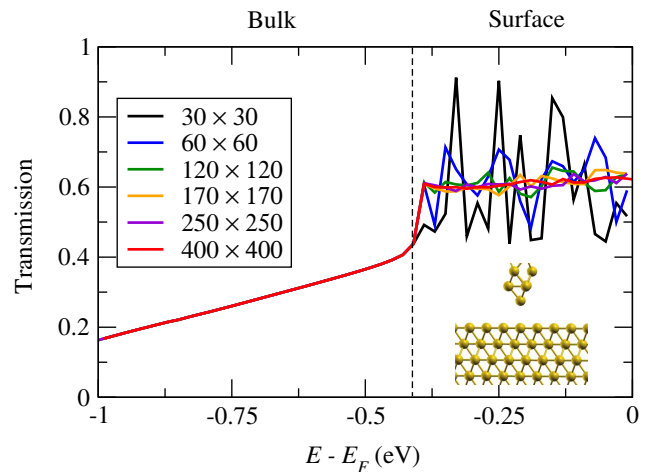 Bulk Surface
1
0.8
0.6
0.4
0.2
0
Transmission
30 × 30
60 × 60
120 × 120
170 × 170
250 × 250
400 × 400
-1 -0.75 -0.5 -0.25 0
E - E_F (eV)